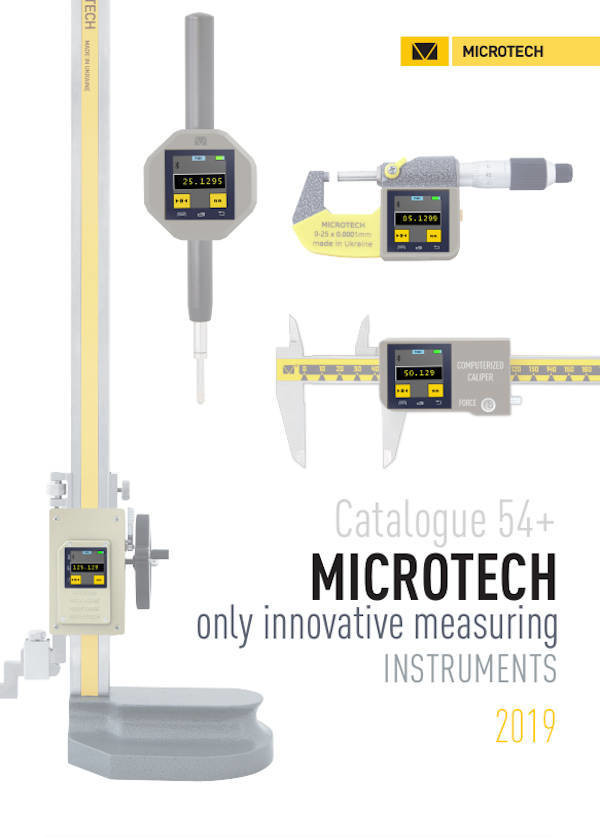 TECH
MADE IN UKRAINE
MICROTECH
25.1295
MICROTECH
0-25 x 0.0001mm
made in Ukraine
05.1299
0 10 20 30 40
50.129
COMPUTERIZED
CALIPER
FORCE
120 130 140 150 160
125.129
Catalogue 54+
MICROTECH
only innovative measuring
INSTRUMENTS
2019